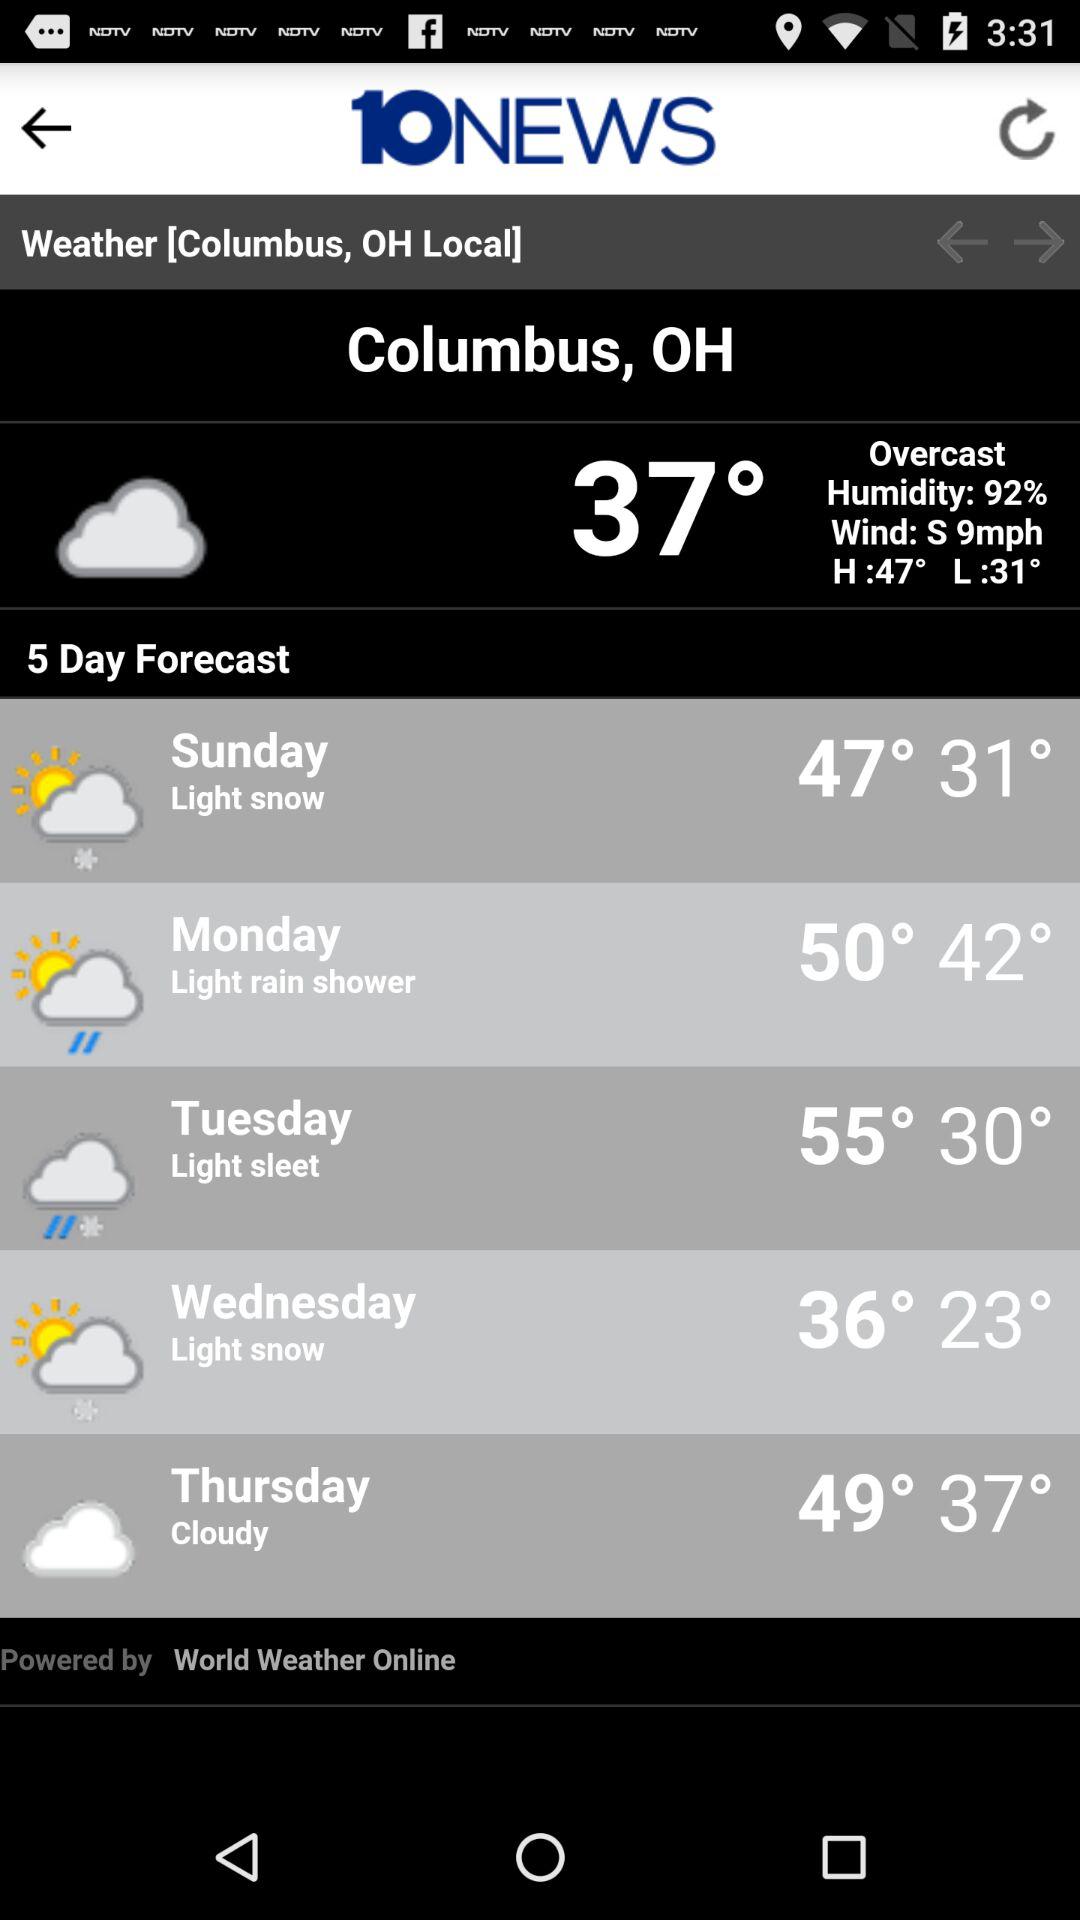 NDTV NDTV NDTV NDTV NDTV f NDTV NDTV NDTV NDTV 3:31
10NEWS
Weather [Columbus, OH Local]
Columbus, OH
37°
Overcast
Humidity: 92%
Wind: S 9mph
H :47° L :31°
5 Day Forecast
Sunday 47° 31°
Light snow
Monday 50° 42°
Light rain shower
Tuesday 55° 30°
Light sleet
Wednesday 36° 23°
Light snow
Thursday 49° 37°
Cloudy
Powered by World Weather Online